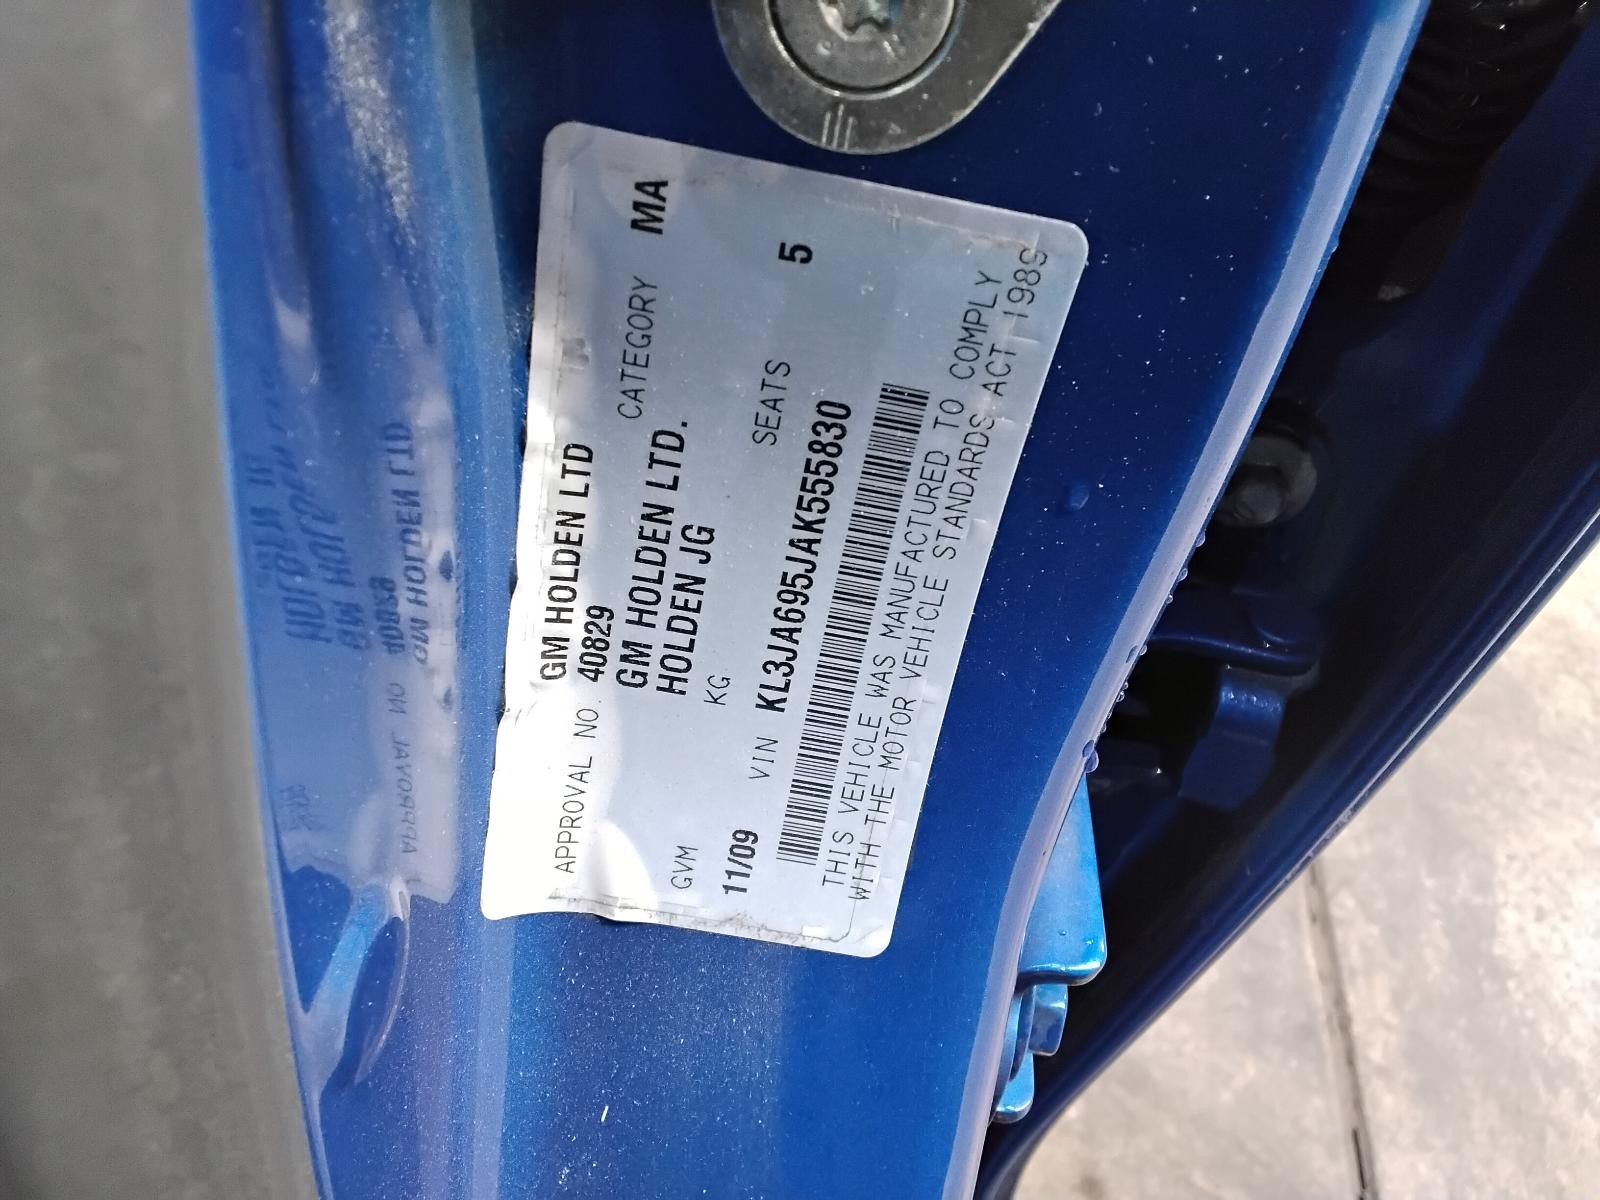 GM HOLDEN LTD
APPROVAL NO. 40829 CATEGORY MA
GM HOLDEN LTD.
HOLDEN JG
GVM KG
11/09 SEATS 5
VIN KL3JA695JAK555830
THIS VEHICLE WAS MANUFACTURED TO COMPLY
WITH THE MOTOR VEHICLE STANDARDS ACT 1989